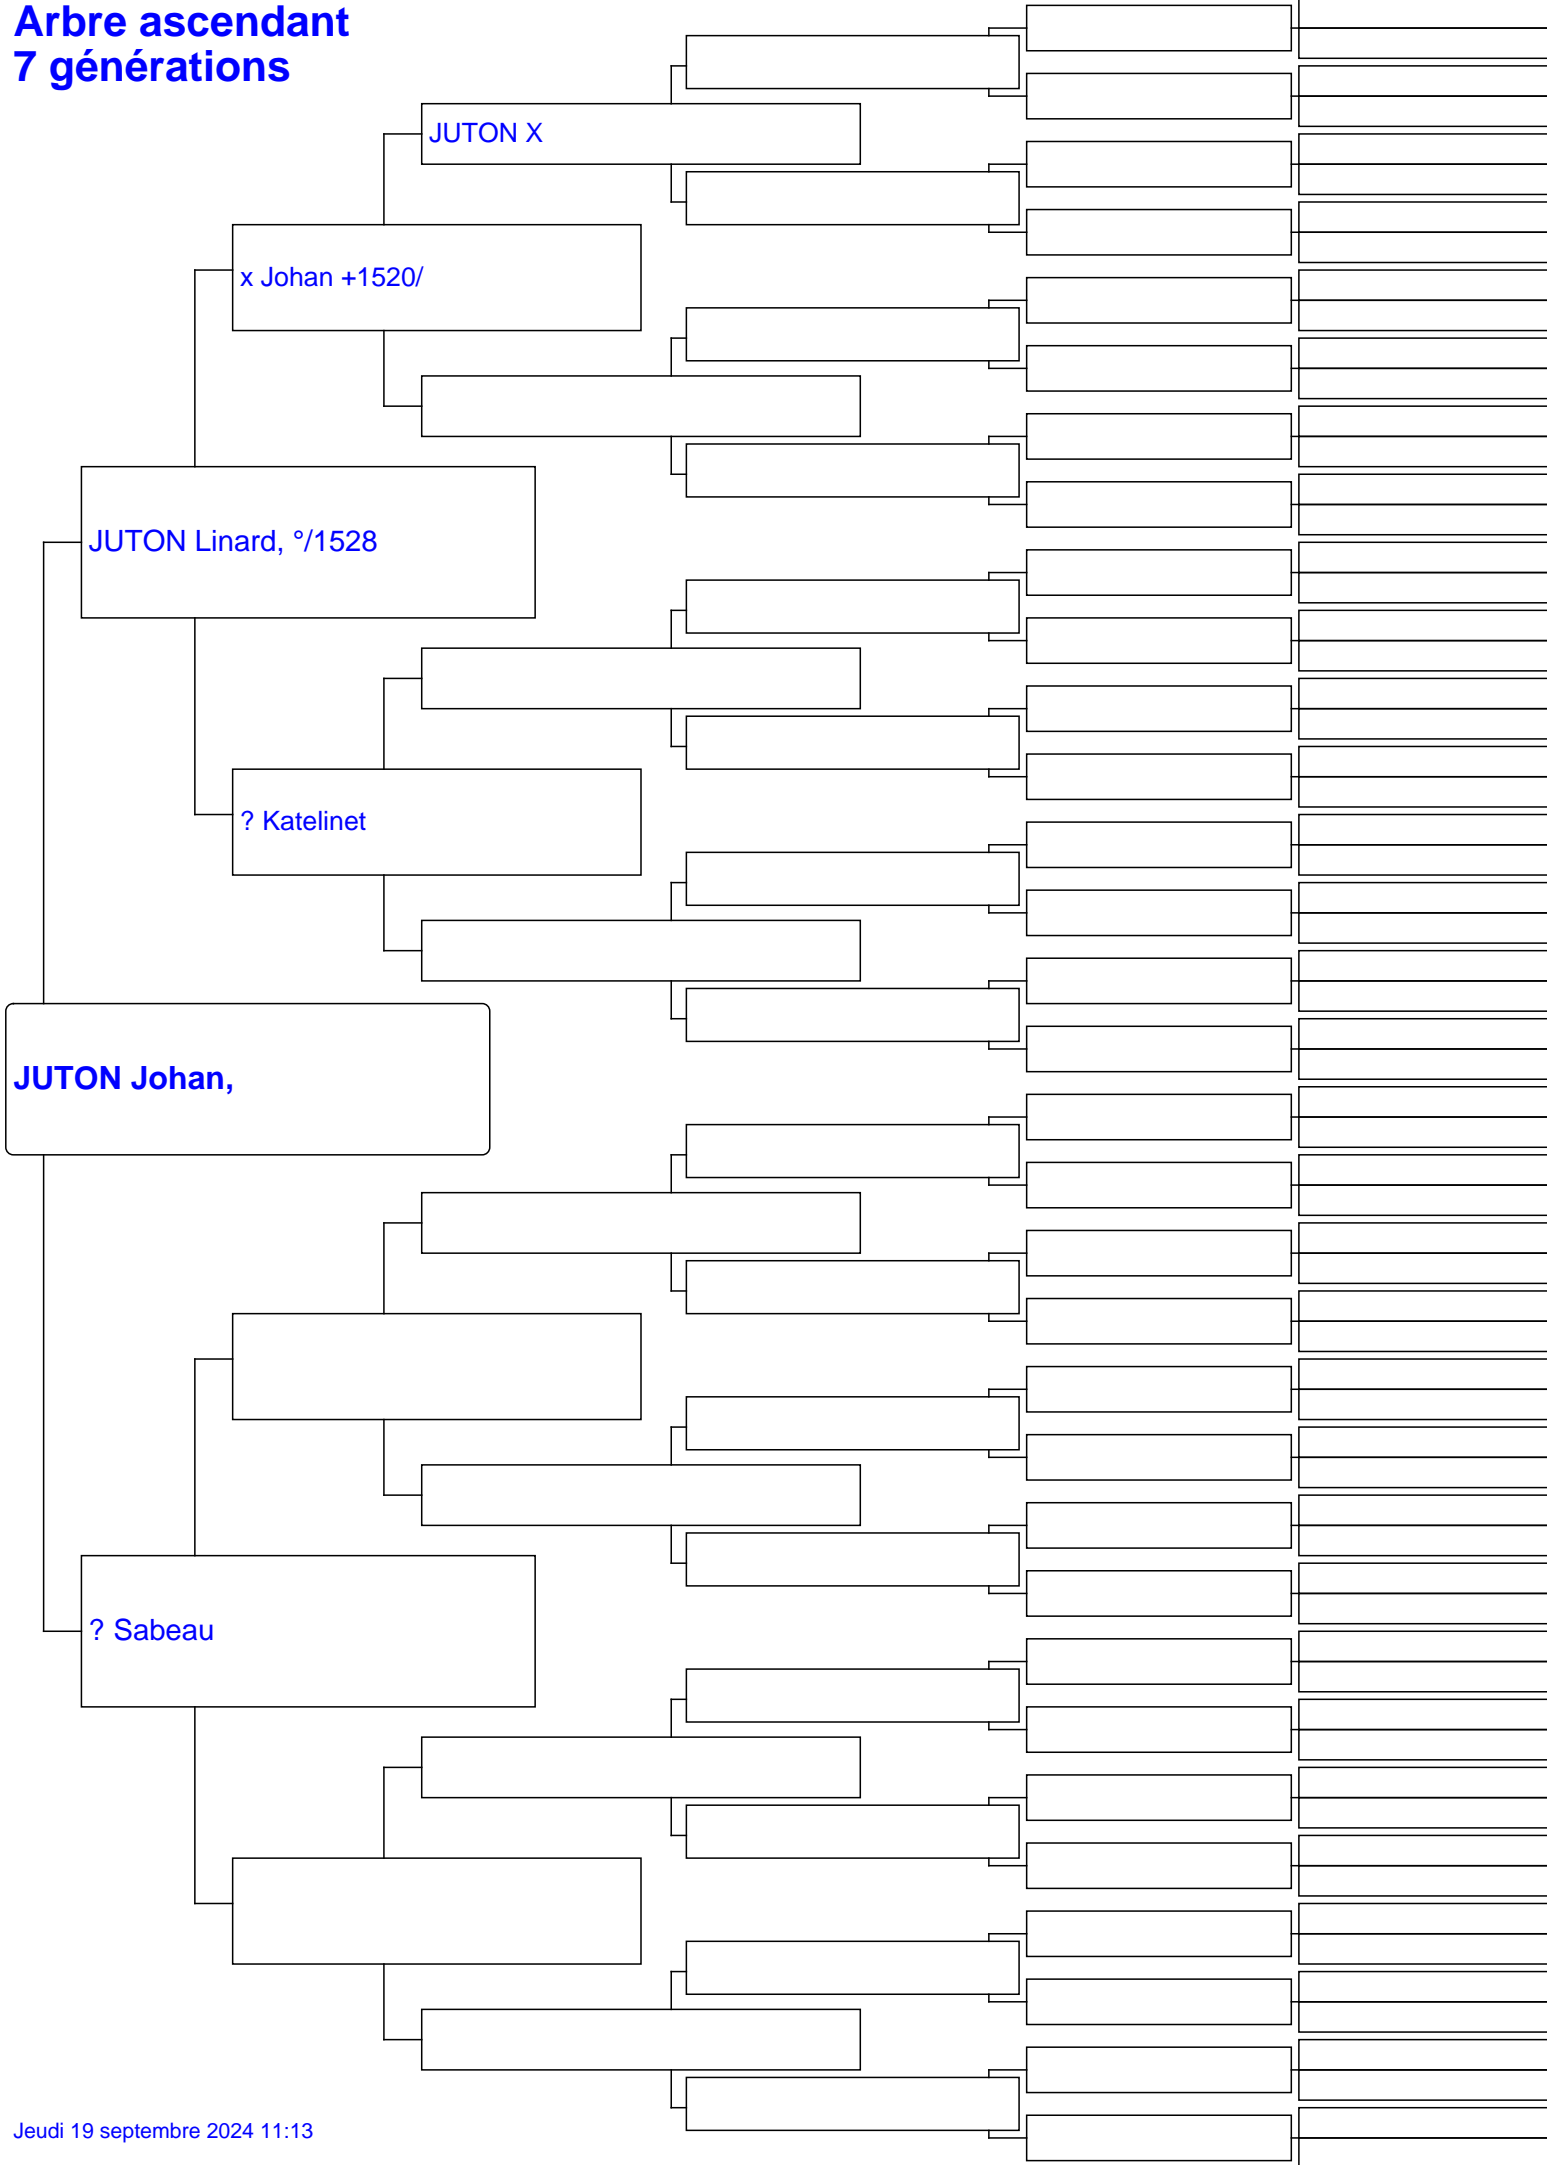 Arbre ascendant
7 générations
JUTON X
x Johan +1520/
JUTON Linard, °/1528
? Katelinet
JUTON Johan,
? Sabeau
Jeudi 19 septembre 2024 11:13